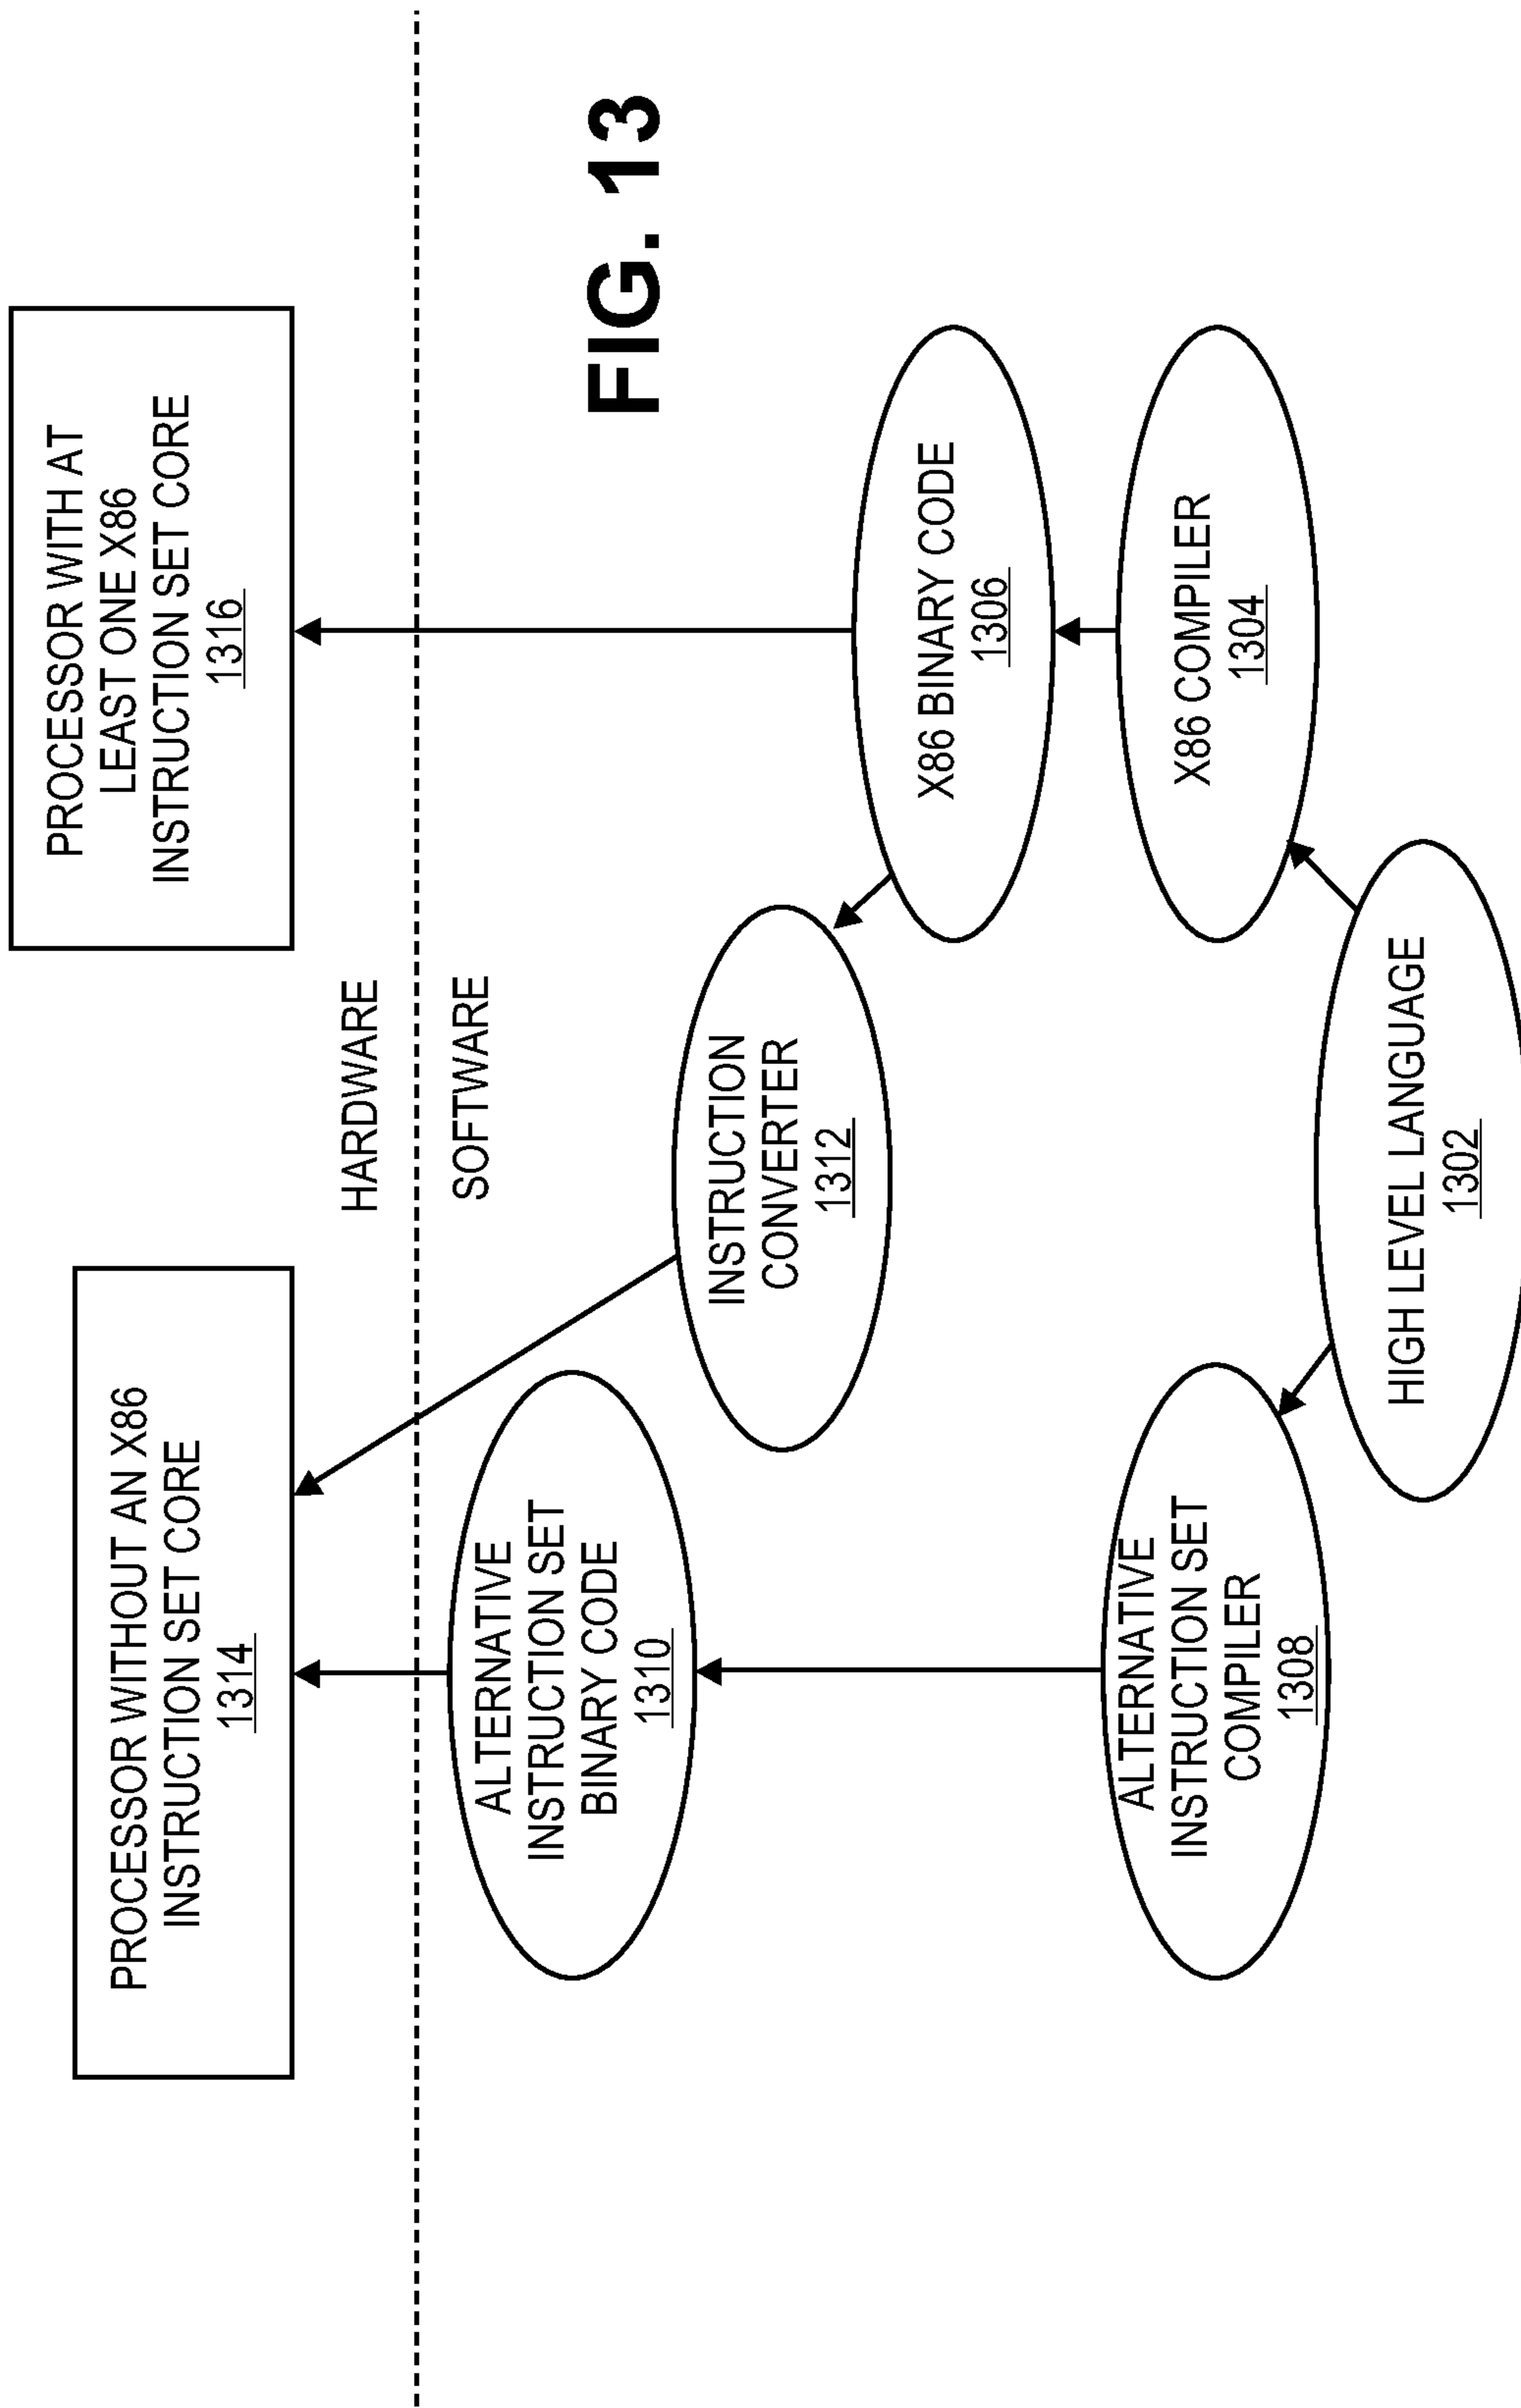 PROCESSOR WITHOUT AN X86
INSTRUCTION SET CORE
1314
PROCESSOR WITH AT
LEAST ONE X86
INSTRUCTION SET CORE
1316
HARDWARE
SOFTWARE
ALTERNATIVE
INSTRUCTION SET
BINARY CODE
1310
INSTRUCTION
CONVERTER
1312
FIG. 13
X86 BINARY CODE
1306
ALTERNATIVE
INSTRUCTION SET
COMPILER
1308
X86 COMPILER
1304
HIGH LEVEL LANGUAGE
1302